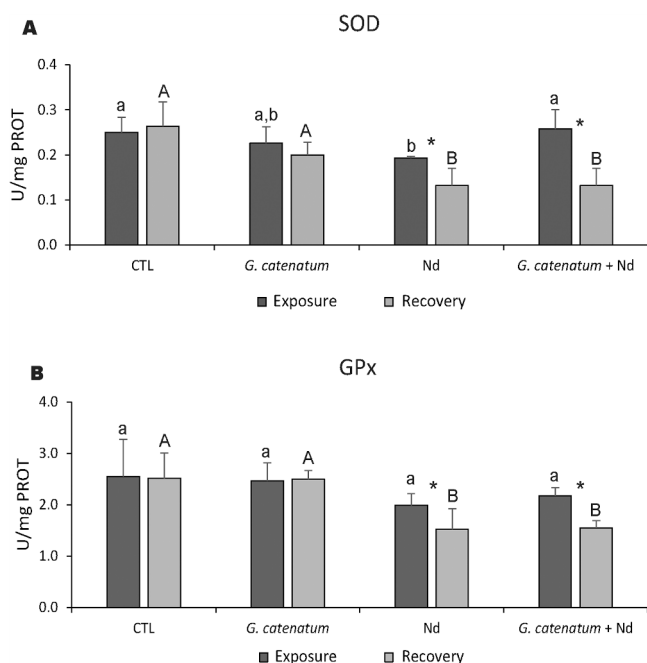 A
SOD
U/mg PROT
0.4
0.3
0.2
0.1
0.0
a A a,b A b * B a * B
CTL G. catenatum Nd G. catenatum + Nd
Exposure Recovery
B
GPx
U/mg PROT
4.0
3.0
2.0
1.0
0.0
a A a A a * B a * B
CTL G. catenatum Nd G. catenatum + Nd
Exposure Recovery